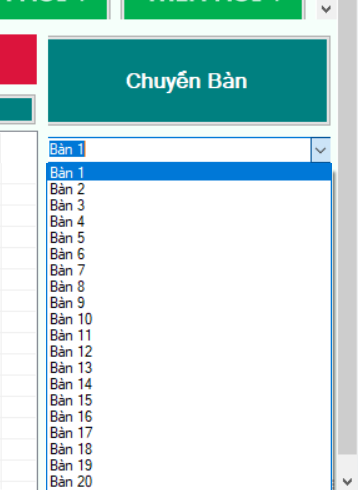 Chuyển Bàn
Bàn 1
Bàn 1
Bàn 2
Bàn 3
Bàn 4
Bàn 5
Bàn 6
Bàn 7
Bàn 8
Bàn 9
Bàn 10
Bàn 11
Bàn 12
Bàn 13
Bàn 14
Bàn 15
Bàn 16
Bàn 17
Bàn 18
Bàn 19
Bàn 20